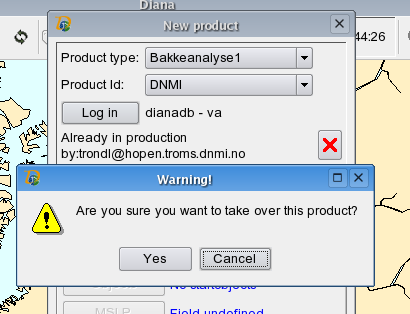 Diana
New product
44:26
Product type: Bakkeanalyse1
Product Id: DNMI
Log in dianadb - va
Already in production
by:trondl@hopen.troms.dnmi.no
Warning!
Are you sure you want to take over this product?
Yes Cancel
No startobjects
MSLP Field undefined